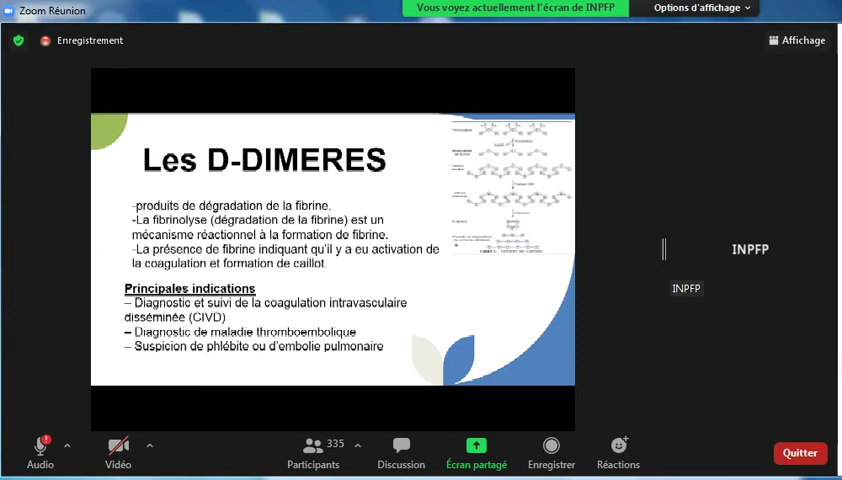 Zoom Réunion
Vous voyez actuellement l'écran de INPFP
Options d'affichage
Enregistrement
Affichage
Les D-DIMERES
-produits de dégradation de la fibrine.
-La fibrinolyse (dégradation de la fibrine) est un
mécanisme réactionnel à la formation de fibrine.
-La présence de fibrine indiquant qu'il y a eu activation de
la coagulation et formation de caillot.
Principales indications
– Diagnostic et suivi de la coagulation intravasculaire
disséminée (CIVD)
– Diagnostic de maladie thromboembolique
– Suspicion de phlébite ou d'embolie pulmonaire
INPFP
INPFP
Audio
Vidéo
335
Participants
Discussion
Écran partagé
Enregistrer
Réactions
Quitter